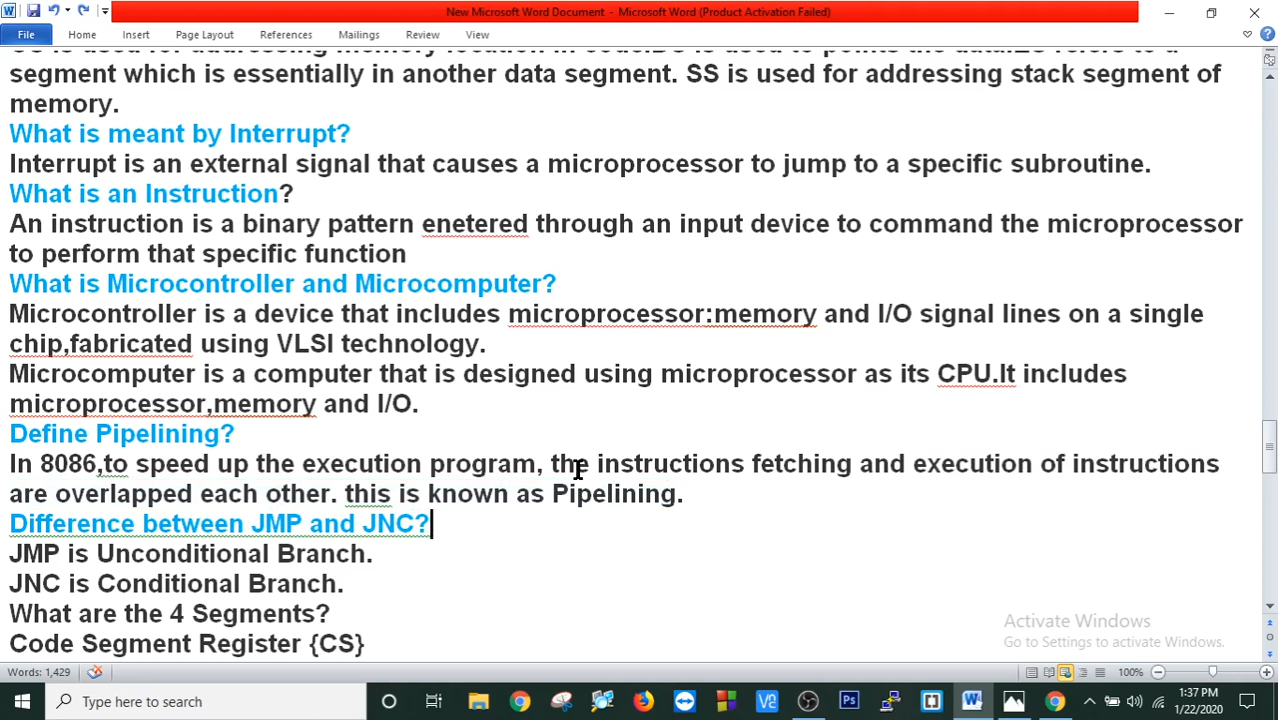 New Microsoft Word Document - Microsoft Word (Product Activation Failed)
File Home Insert Page Layout References Mailings Review View
segment which is essentially in another data segment. SS is used for addressing stack segment of
memory.
What is meant by Interrupt?
Interrupt is an external signal that causes a microprocessor to jump to a specific subroutine.
What is an Instruction?
An instruction is a binary pattern enetered through an input device to command the microprocessor
to perform that specific function
What is Microcontroller and Microcomputer?
Microcontroller is a device that includes microprocessor:memory and I/O signal lines on a single
chip,fabricated using VLSI technology.
Microcomputer is a computer that is designed using microprocessor as its CPU.It includes
microprocessor,memory and I/O.
Define Pipelining?
In 8086,to speed up the execution program, the instructions fetching and execution of instructions
are overlapped each other. this is known as Pipelining.
Difference between JMP and JNC?
JMP is Unconditional Branch.
JNC is Conditional Branch.
What are the 4 Segments?
Code Segment Register {CS}
Activate Windows
Go to Settings to activate Windows.
Words: 1,429
100%
Type here to search
1:37 PM
1/22/2020